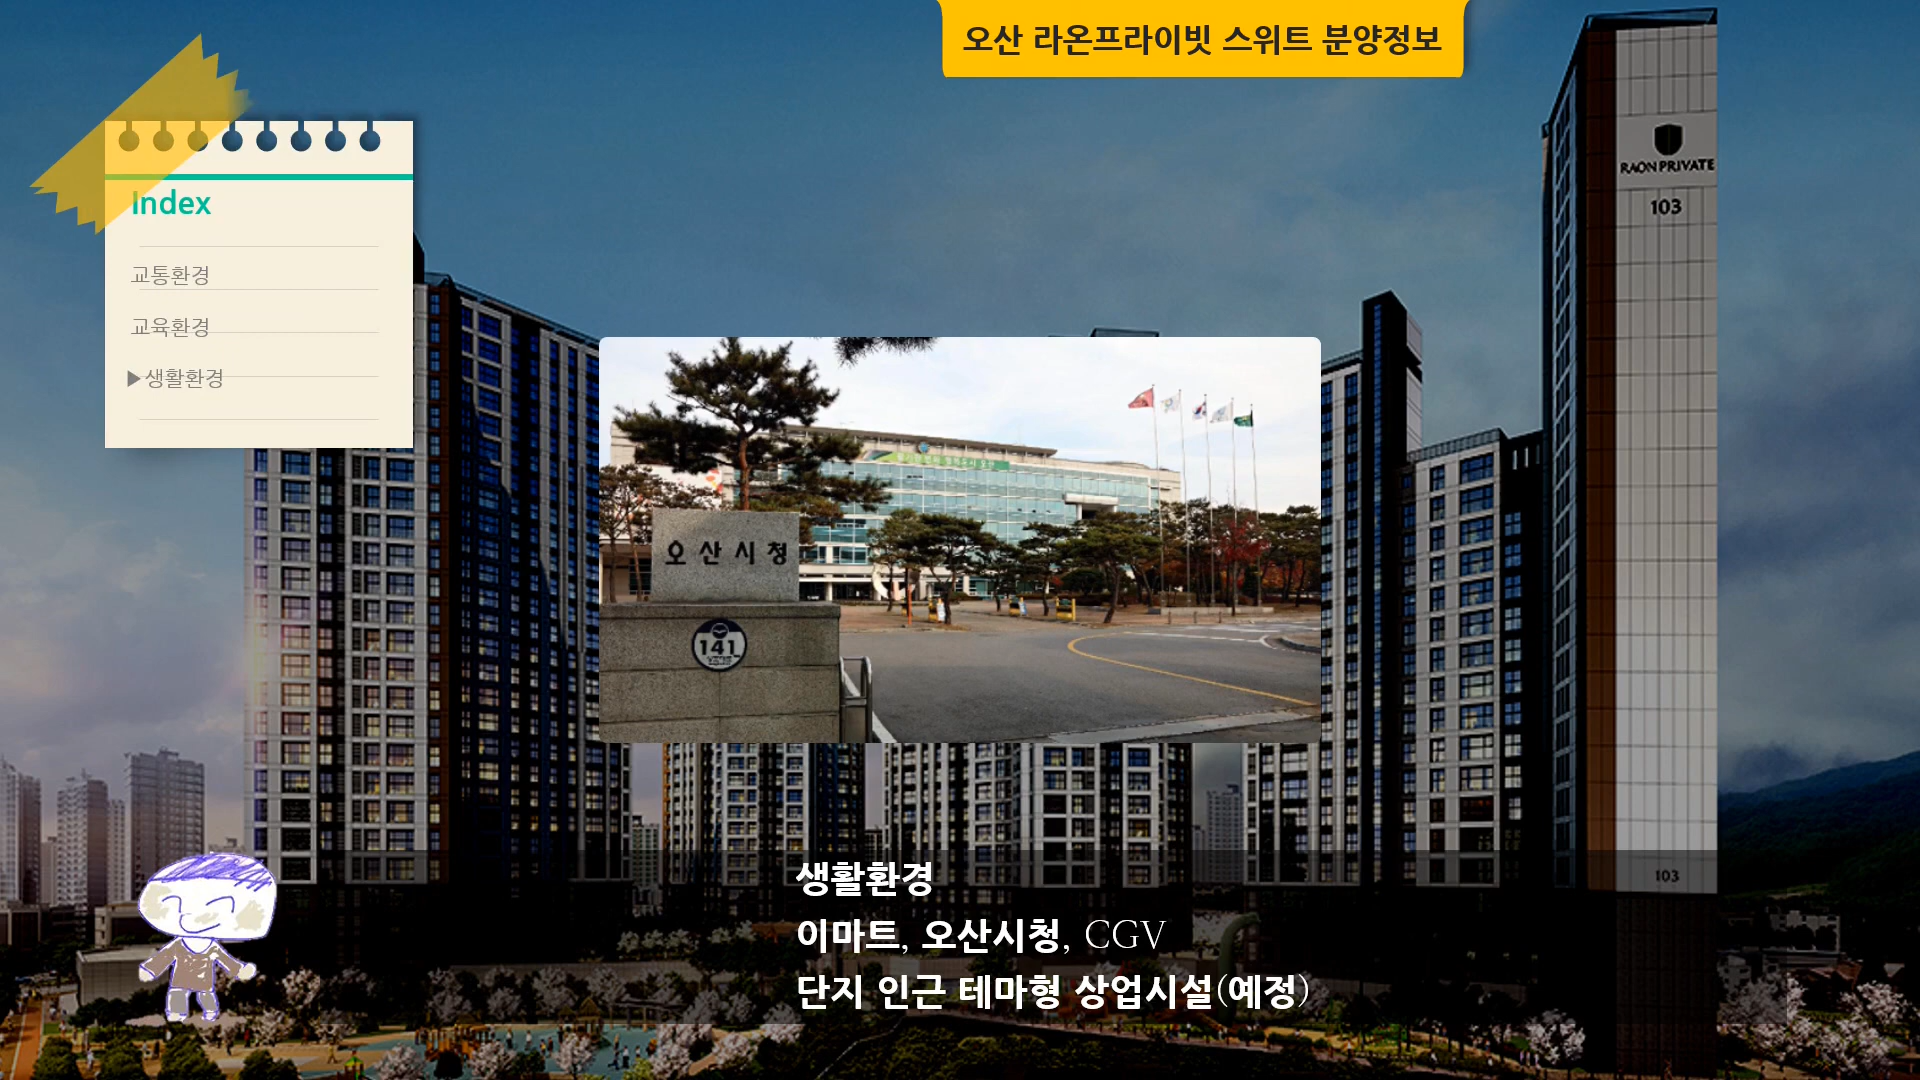 오산 라온프라이빗 스위트 분양정보
Index
교통환경
교육환경
▶생활환경
RAON PRIVATE
103
오산시청
141
생활환경
이마트, 오산시청, CGV
단지 인근 테마형 상업시설(예정)
103